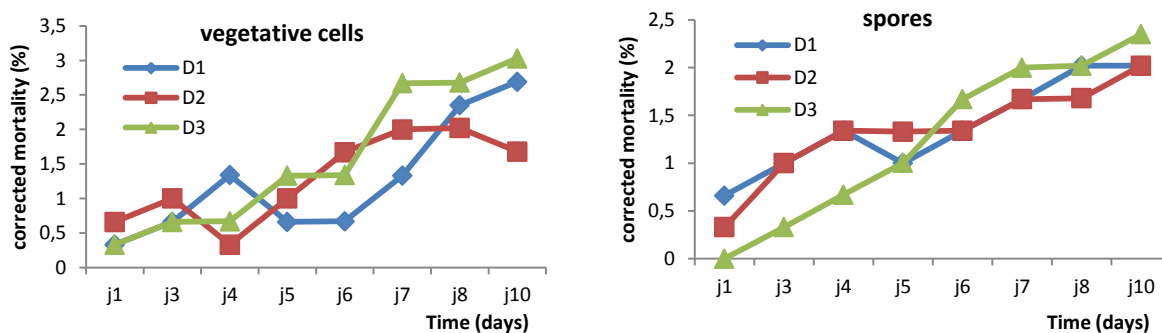 vegetative cells
corrected mortality (%)
3,5
3
2,5
2
1,5
1
0,5
0
D1
D2
D3
j1 j3 j4 j5 j6 j7 j8 j10
Time (days)
spores
corrected mortality (%)
2,5
2
1,5
1
0,5
0
D1
D2
D3
j1 j3 j4 j5 j6 j7 j8 j10
Time (days)